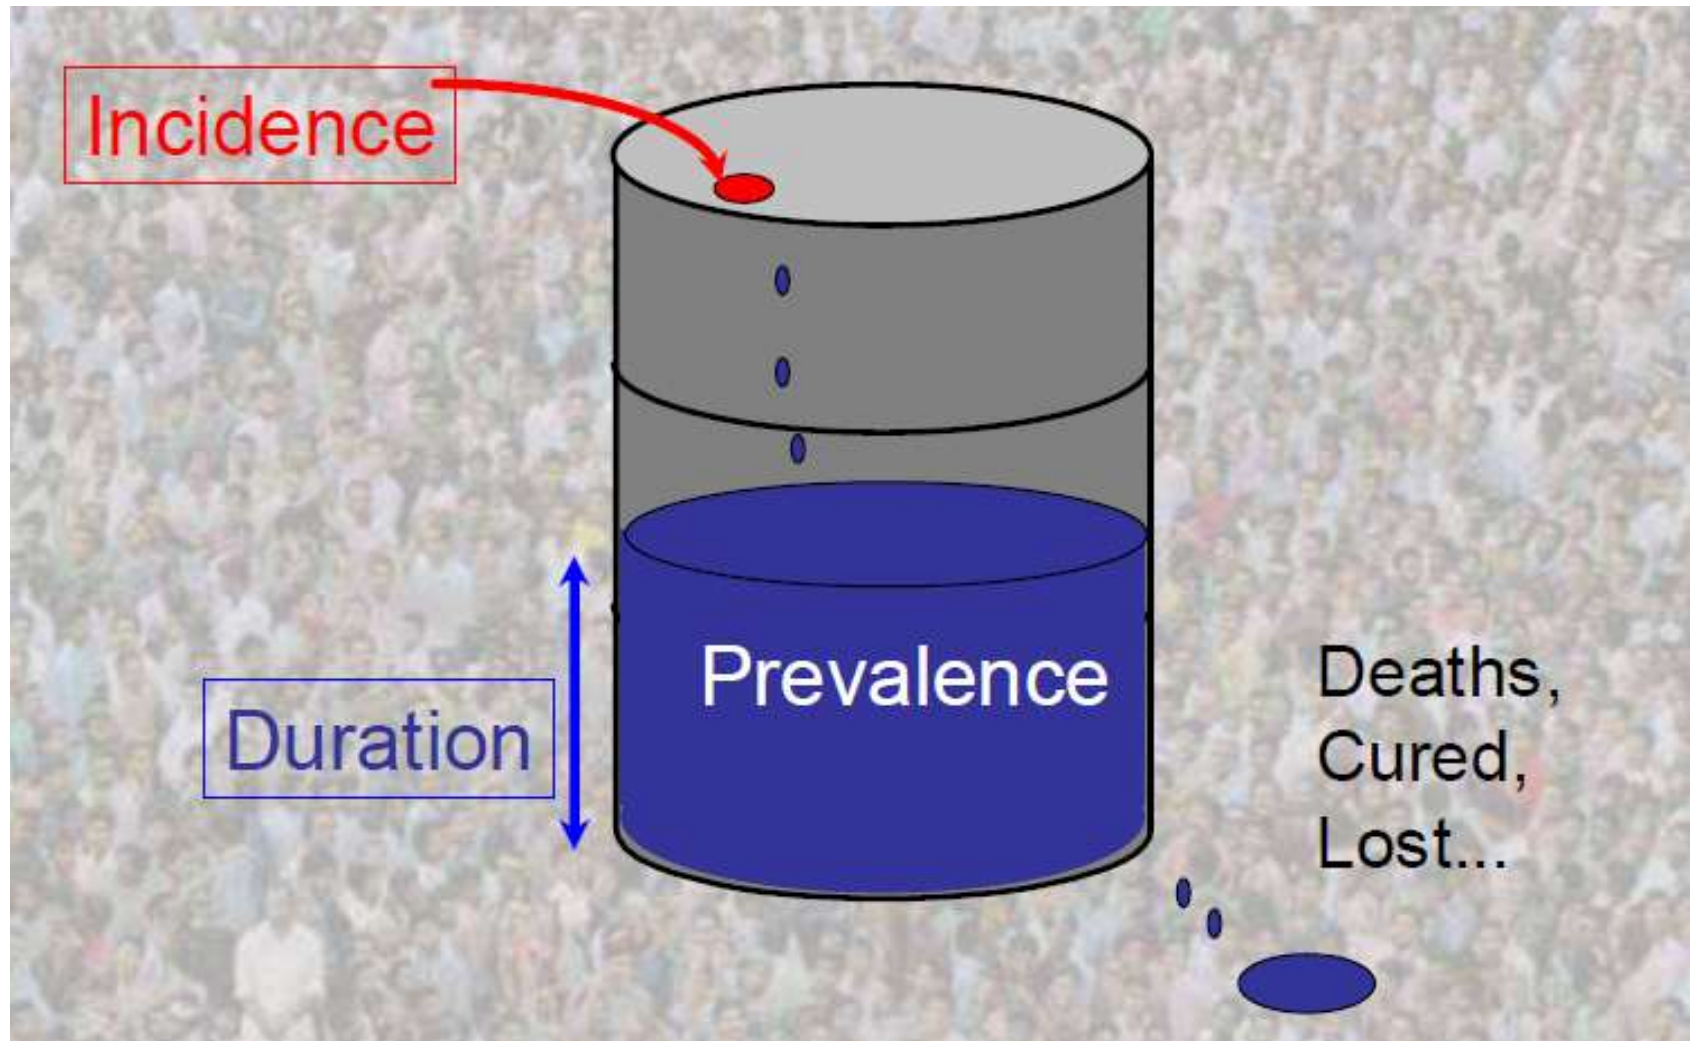 Incidence
Prevalence
Duration
Deaths,
Cured,
Lost...